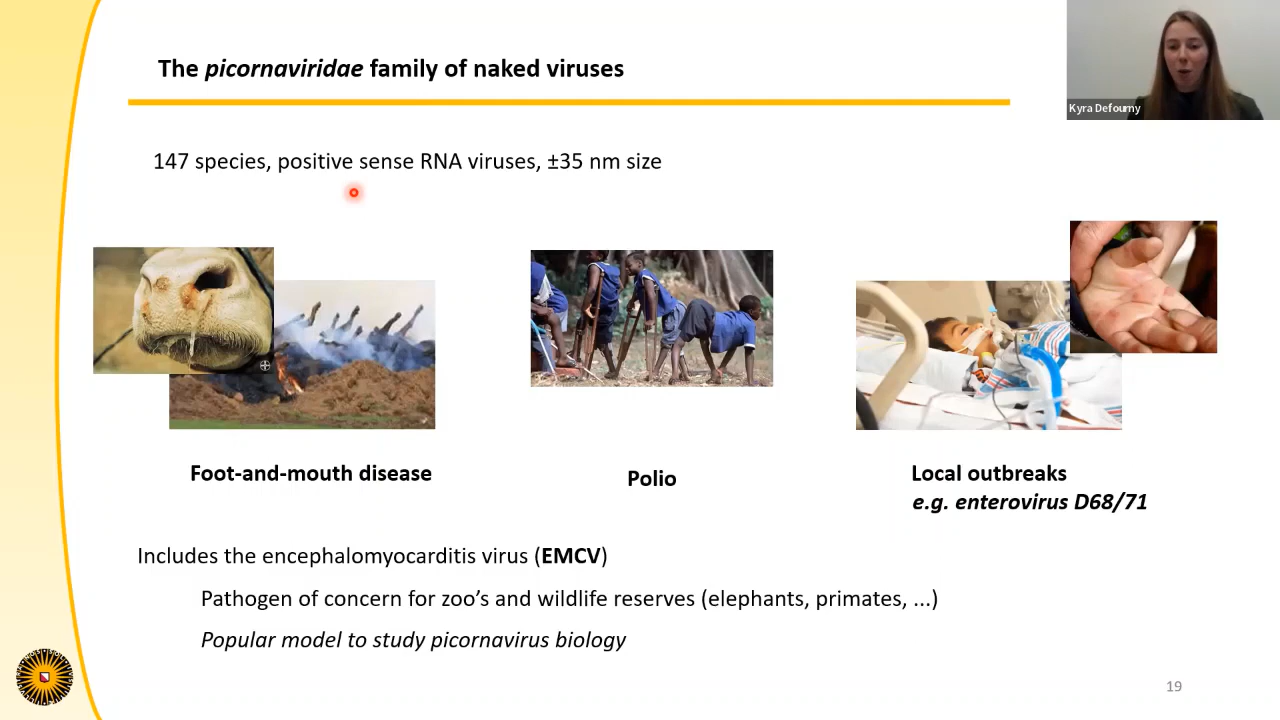 The picornaviridae family of naked viruses
Kyra Defourny
147 species, positive sense RNA viruses, ±35 nm size
Foot-and-mouth disease
Polio
Local outbreaks
e.g. enterovirus D68/71
Includes the encephalomyocarditis virus (EMCV)
Pathogen of concern for zoo's and wildlife reserves (elephants, primates, ...)
Popular model to study picornavirus biology
19